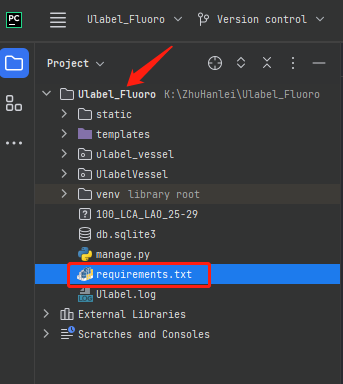 PC Ulabel_Fluoro Version control
Project
Ulabel_Fluoro K:\ZhuHanlei\Ulabel_Fluoro
static
templates
ulabel_vessel
UlabelVessel
venv library root
100_LCA_LAO_25-29
db.sqlite3
manage.py
requirements.txt
LOG Ulabel.log
External Libraries
Scratches and Consoles